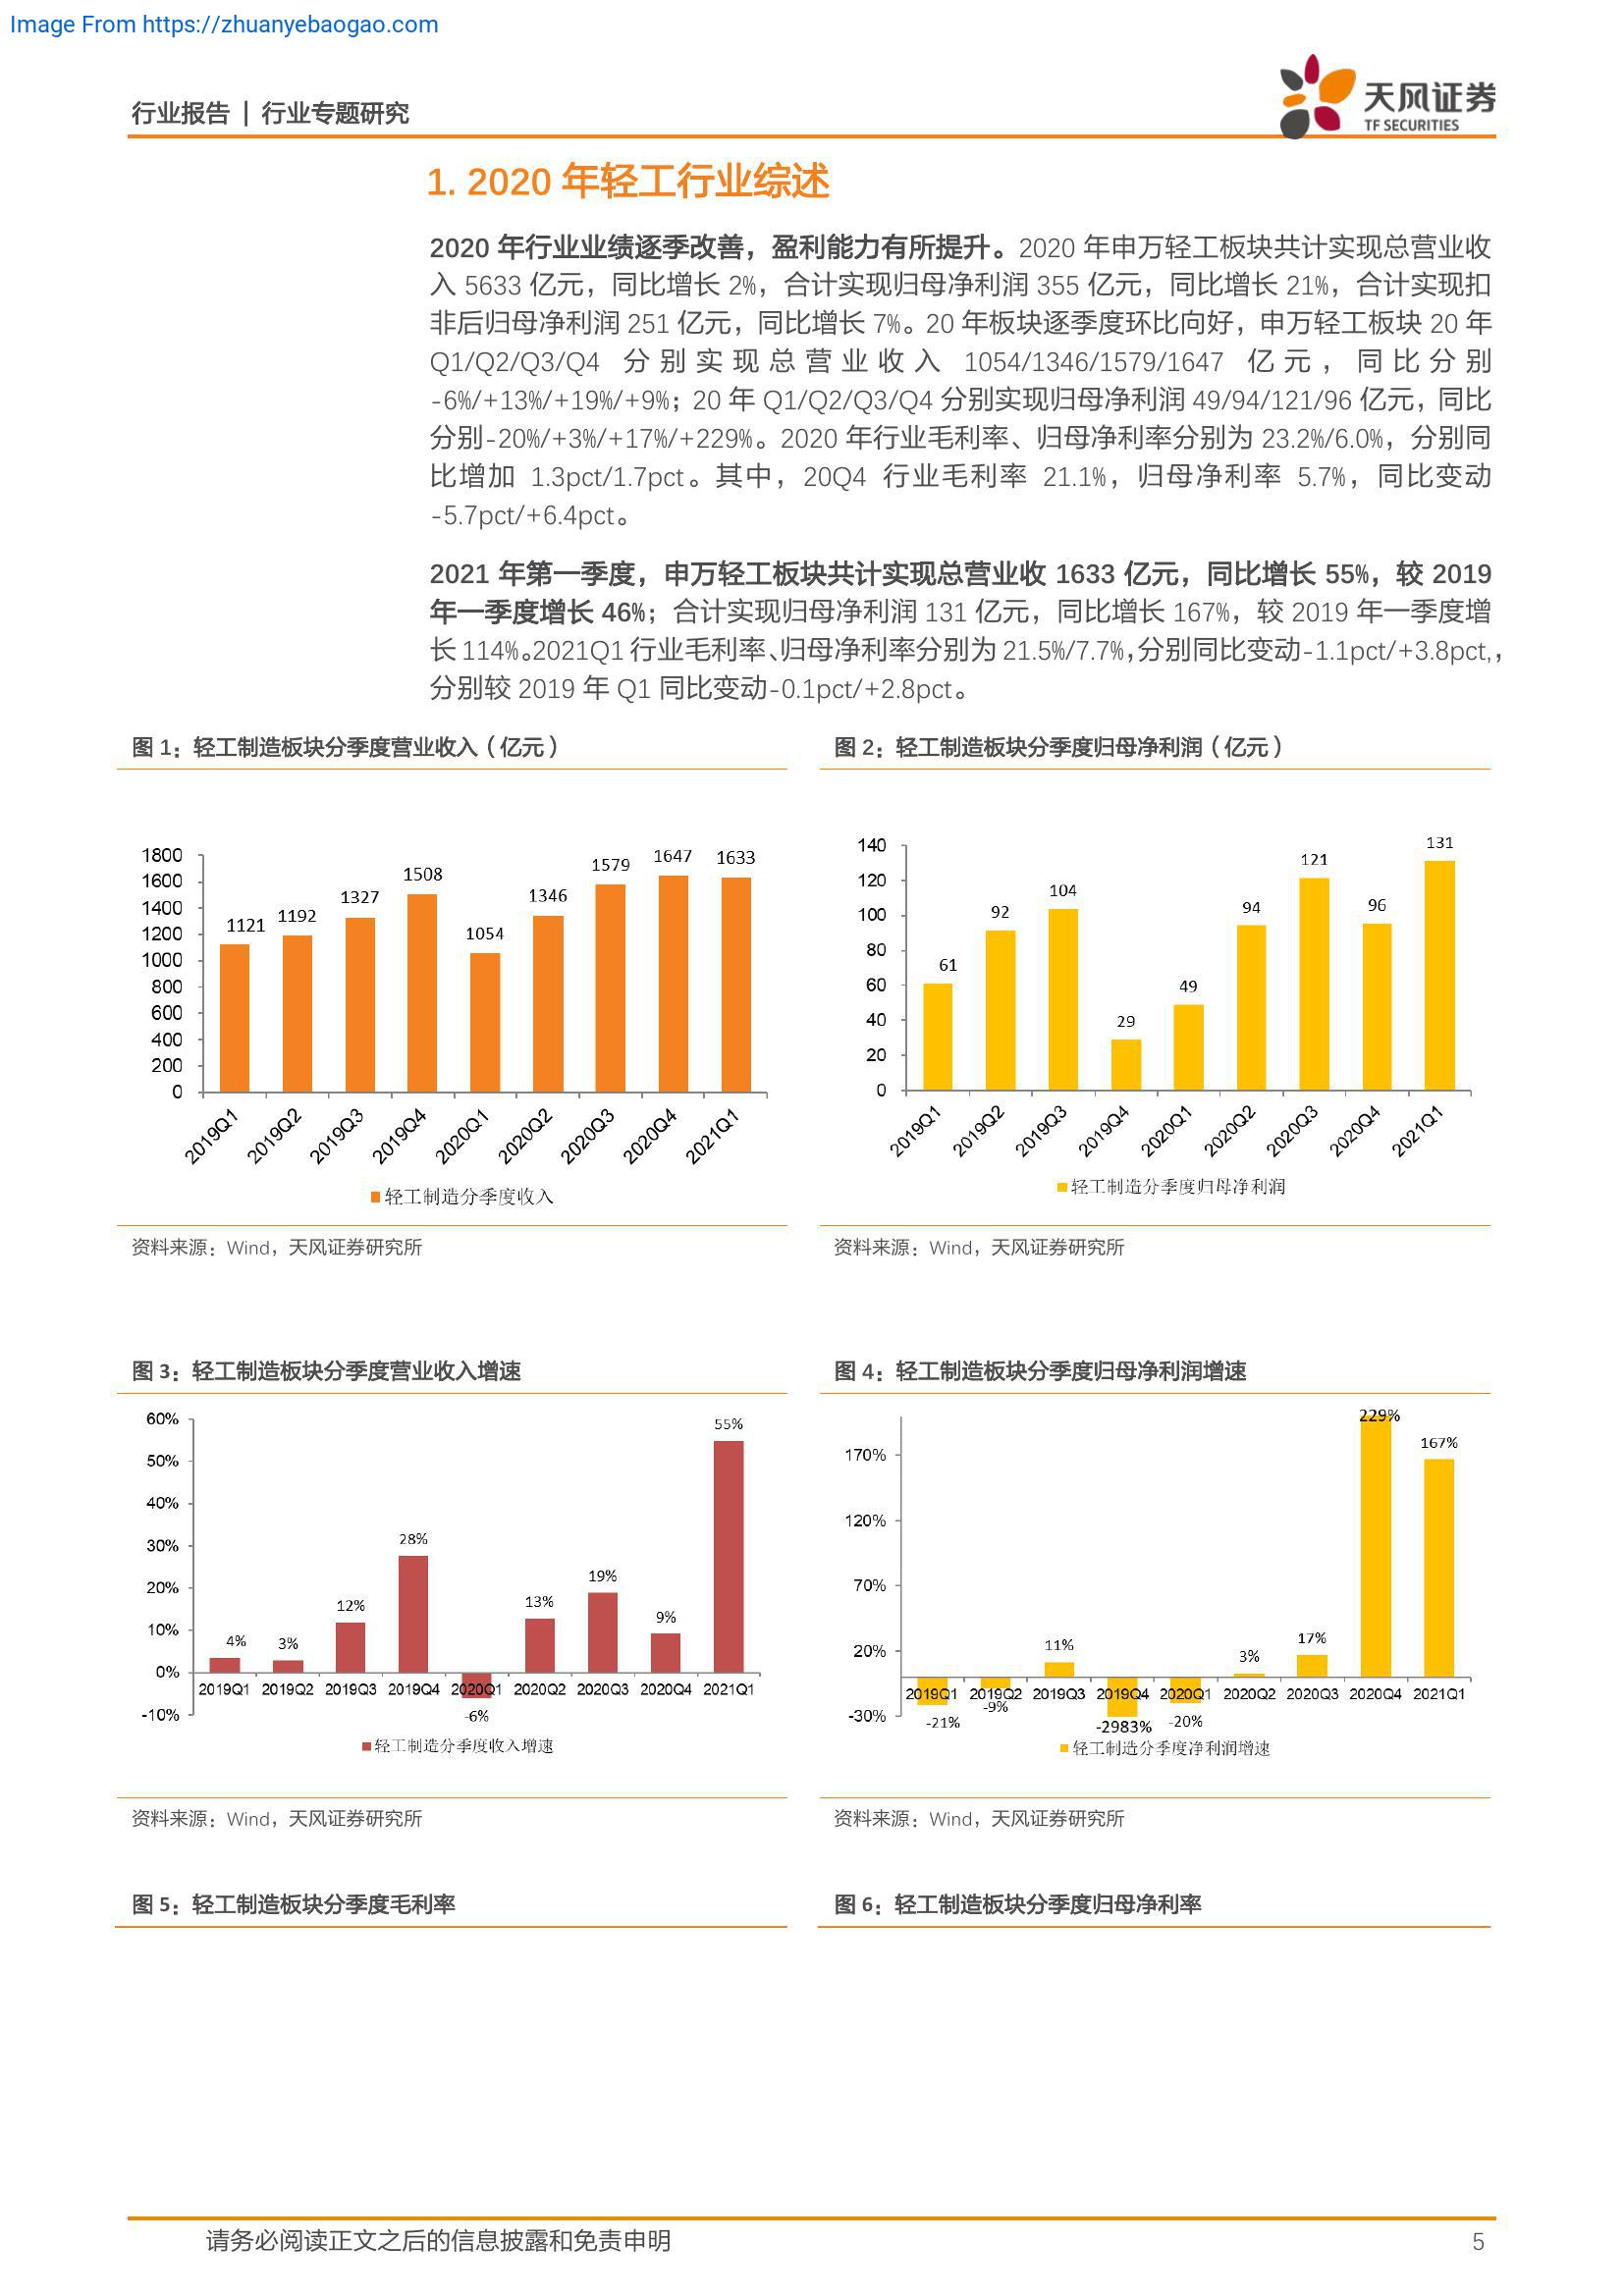 Image From https://zhuanyebaogao.com
行业报告 | 行业专题研究
天风证券
TF SECURITIES
1. 2020 年轻工行业综述
2020 年行业业绩逐季改善，盈利能力有所提升。2020 年申万轻工板块共计实现总营业收
入 5633 亿元，同比增长 2%，合计实现归母净利润 355 亿元，同比增长 21%，合计实现扣
非后归母净利润 251 亿元，同比增长 7%。20 年板块逐季度环比向好，申万轻工板块 20 年
Q1/Q2/Q3/Q4 分别实现总营业收入 1054/1346/1579/1647 亿元，同比分别
-6%/+13%/+19%/+9%；20 年 Q1/Q2/Q3/Q4 分别实现归母净利润 49/94/121/96 亿元，同比
分别-20%/+3%/+17%/+229%。2020 年行业毛利率、归母净利率分别为 23.2%/6.0%，分别同
比增加 1.3pct/1.7pct。其中，20Q4 行业毛利率 21.1%，归母净利率 5.7%，同比变动
-5.7pct/+6.4pct。
2021 年第一季度，申万轻工板块共计实现总营业收 1633 亿元，同比增长 55%，较 2019
年一季度增长 46%；合计实现归母净利润 131 亿元，同比增长 167%，较 2019 年一季度增
长 114%。2021Q1 行业毛利率、归母净利率分别为 21.5%/7.7%，分别同比变动-1.1pct/+3.8pct,，
分别较 2019 年 Q1 同比变动-0.1pct/+2.8pct。
图 1：轻工制造板块分季度营业收入（亿元）
1800
1600
1400
1200
1000
800
600
400
200
0
1121 1192 1327 1508 1054 1346 1579 1647 1633
2019Q1 2019Q2 2019Q3 2019Q4 2020Q1 2020Q2 2020Q3 2020Q4 2021Q1
轻工制造分季度收入
资料来源：Wind，天风证券研究所
图 2：轻工制造板块分季度归母净利润（亿元）
140
120
100
80
60
40
20
0
61 92 104 29 49 94 121 96 131
2019Q1 2019Q2 2019Q3 2019Q4 2020Q1 2020Q2 2020Q3 2020Q4 2021Q1
轻工制造分季度归母净利润
资料来源：Wind，天风证券研究所
图 3：轻工制造板块分季度营业收入增速
60%
50%
40%
30%
20%
10%
0%
-10%
4% 3% 12% 28% -6% 13% 19% 9% 55%
2019Q1 2019Q2 2019Q3 2019Q4 2020Q1 2020Q2 2020Q3 2020Q4 2021Q1
轻工制造分季度收入增速
资料来源：Wind，天风证券研究所
图 4：轻工制造板块分季度归母净利润增速
170%
120%
70%
20%
-30%
-21% -9% 11% -2983% -20% 3% 17% 229% 167%
2019Q1 2019Q2 2019Q3 2019Q4 2020Q1 2020Q2 2020Q3 2020Q4 2021Q1
轻工制造分季度净利润增速
资料来源：Wind，天风证券研究所
图 5：轻工制造板块分季度毛利率
图 6：轻工制造板块分季度归母净利率
请务必阅读正文之后的信息披露和免责申明
5